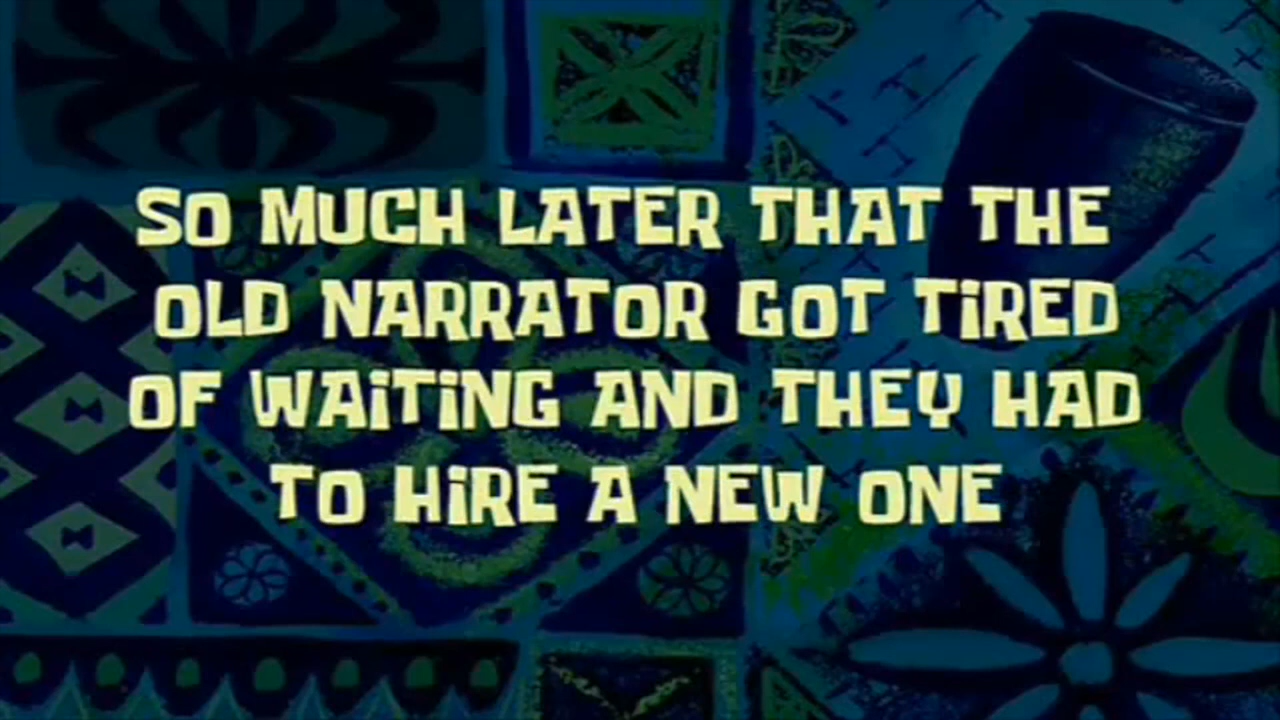 SO MUCH LATER THAT THE
OLD NARRATOR GOT TiRED
OF WAiTiNG AND THEY HAD
TO HiRE A NEW ONE